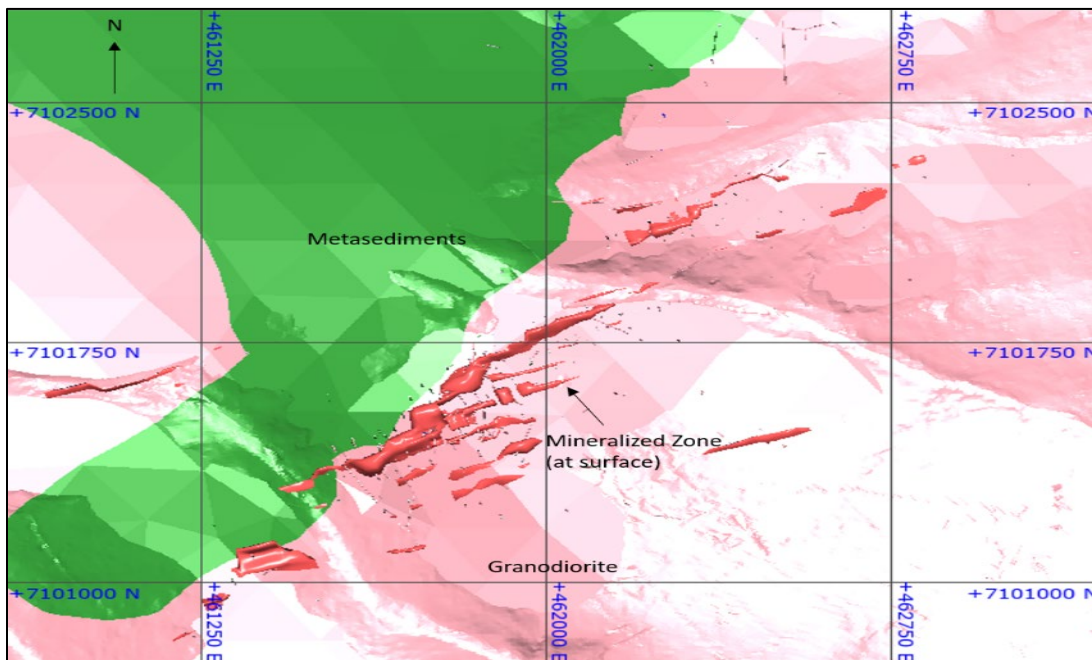 N
+461250 E
+462000 E
+462750 E
+7102500 N
+7102500 N
Metasediments
+7101750 N
+7101750 N
Mineralized Zone
(at surface)
Granodiorite
+7101000 N
+7101000 N
+461250 E
+462000 E
+462750 E